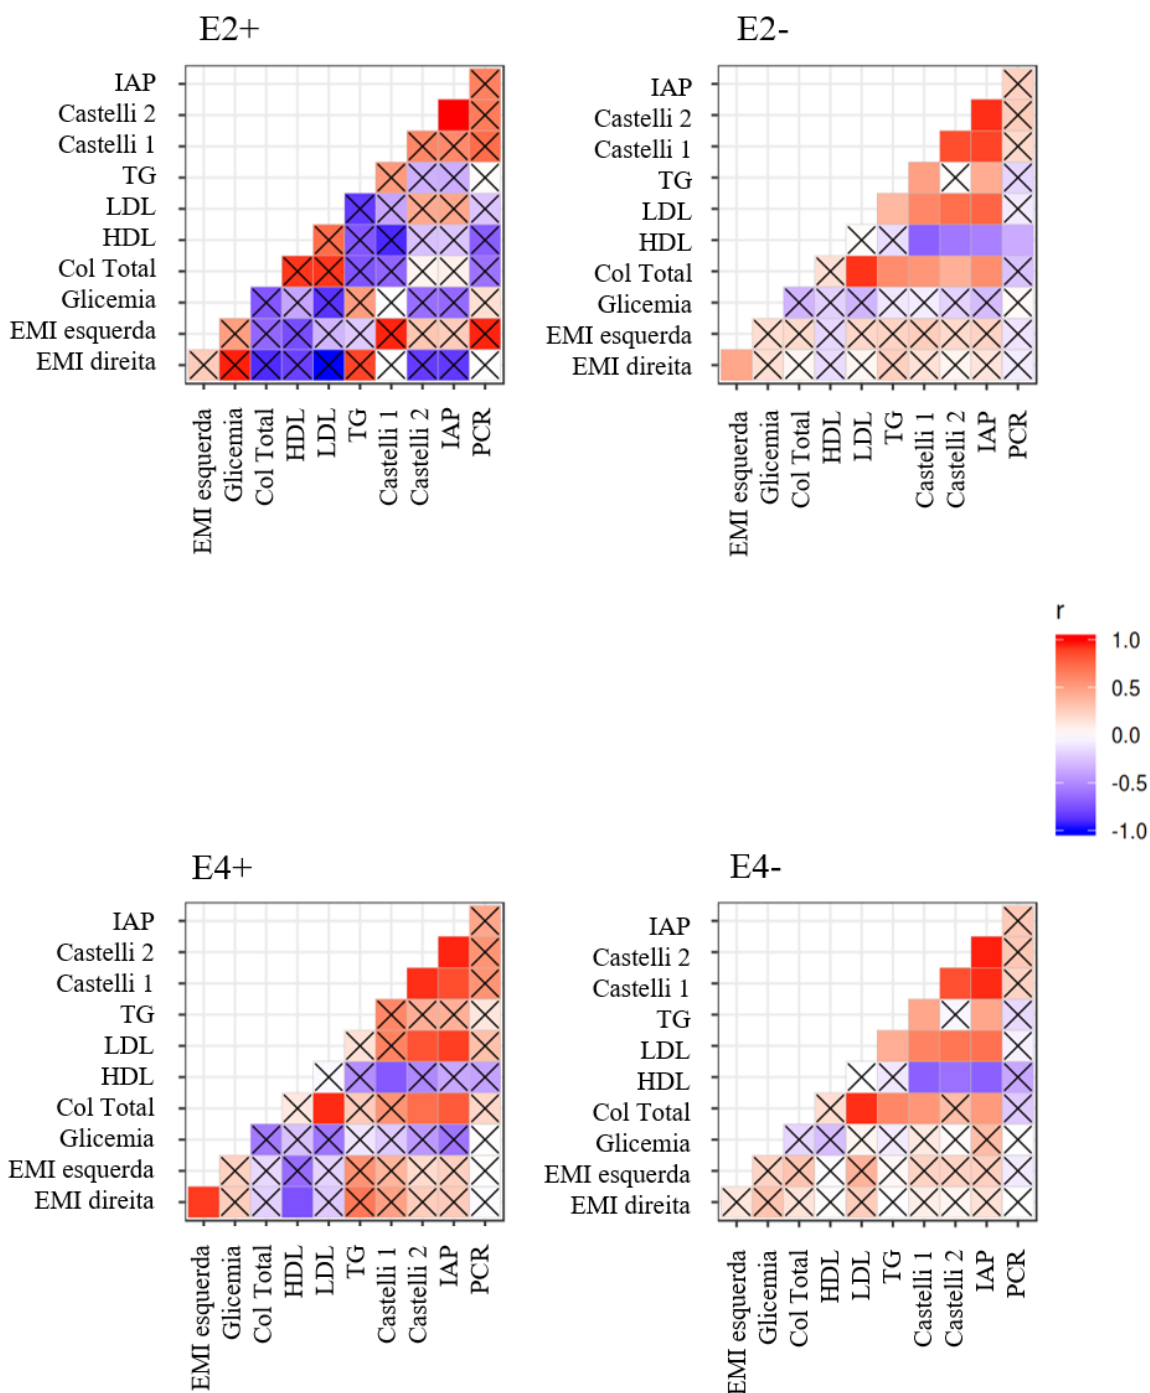 E2+
IAP
Castelli 2
Castelli 1
TG
LDL
HDL
Col Total
Glicemia
EMI esquerda
EMI direita
EMI esquerda
Glicemia
Col Total
HDL
LDL
TG
Castelli 1
Castelli 2
IAP
PCR
E2-
IAP
Castelli 2
Castelli 1
TG
LDL
HDL
Col Total
Glicemia
EMI esquerda
EMI direita
EMI esquerda
Glicemia
Col Total
HDL
LDL
TG
Castelli 1
Castelli 2
IAP
PCR
r
1.0
0.5
0.0
-0.5
-1.0
E4+
IAP
Castelli 2
Castelli 1
TG
LDL
HDL
Col Total
Glicemia
EMI esquerda
EMI direita
EMI esquerda
Glicemia
Col Total
HDL
LDL
TG
Castelli 1
Castelli 2
IAP
PCR
E4-
IAP
Castelli 2
Castelli 1
TG
LDL
HDL
Col Total
Glicemia
EMI esquerda
EMI direita
EMI esquerda
Glicemia
Col Total
HDL
LDL
TG
Castelli 1
Castelli 2
IAP
PCR